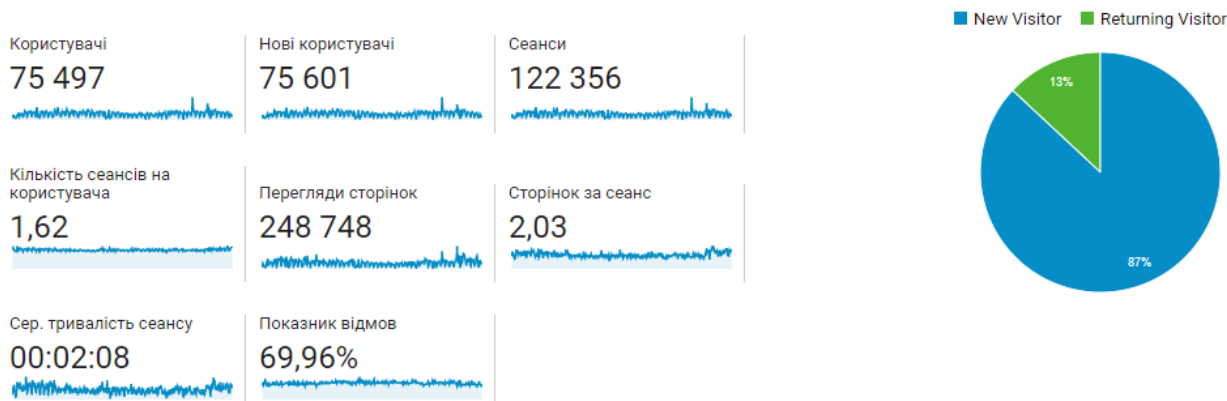 New Visitor
Returning Visitor
Користувачі
75 497
Нові користувачі
75 601
Сеанси
122 356
Кількість сеансів на
користувача
1,62
Перегляди сторінок
248 748
Сторінок за сеанс
2,03
Сер. тривалість сеансу
00:02:08
Показник відмов
69,96%
13%
87%